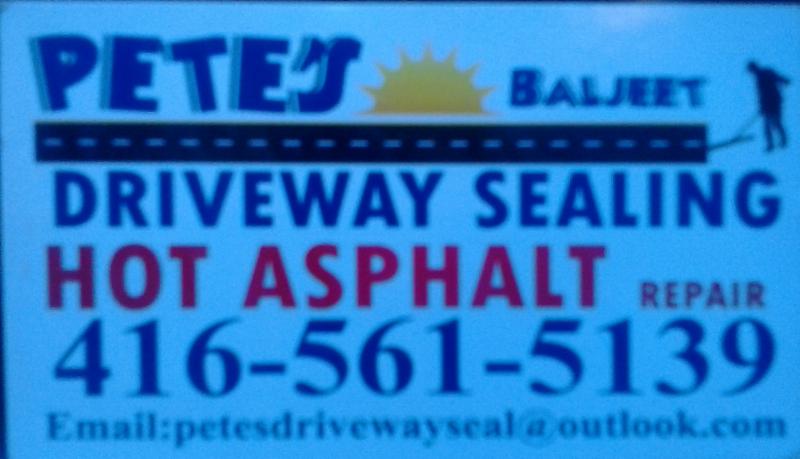 PETE'S BALJEET
DRIVEWAY SEALING
HOT ASPHALT REPAIR
416-561-5139
Email:petesdrivewayseal@outlook.com